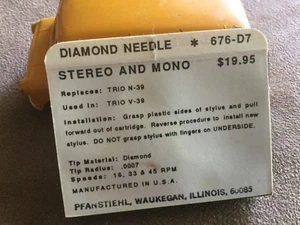 DIAMOND NEEDLE * 676-D7
STEREO AND MONO $19.95
Replaces: TRIO N-39
Used in: TRIO V-39
Installation: Grasp plastic sides of stylus and pull
forward out of cartridge. Reverse procedure to install new
stylus. DO NOT grasp stylus with fingers on UNDERSIDE.
Tip Material: Diamond
Tip Radius: .0007
Speeds: 16, 33 & 45 RPM
MANUFACTURED IN U.S.A.
PFANSTIEHL, WAUKEGAN, ILLINOIS, 60085